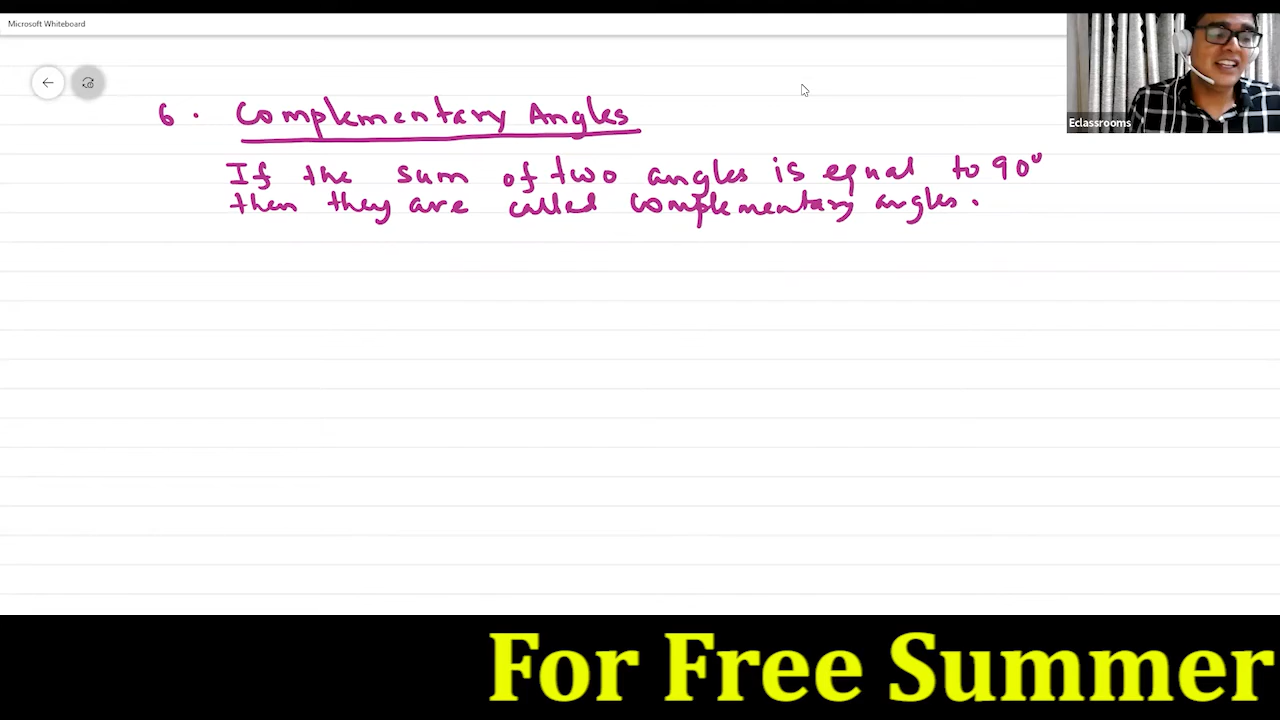 Microsoft Whiteboard
Eclassrooms
6. Complementary Angles
If the sum of two angles is equal to 90°
then they are called complementary angles.
For Free Summer